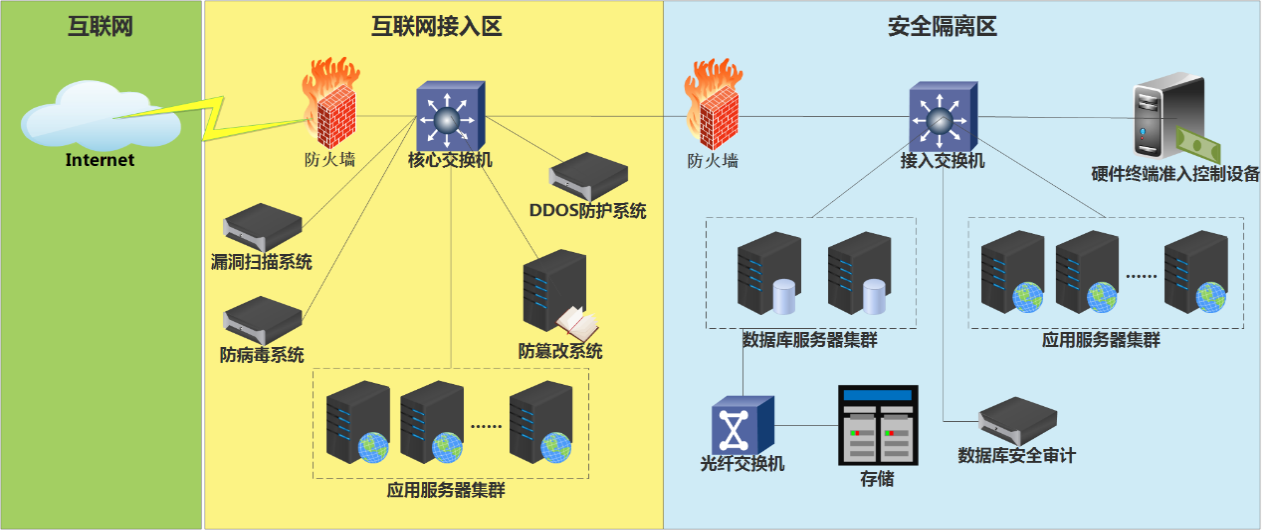 互联网
互联网接入区
安全隔离区
Internet
防火墙
核心交换机
防火墙
接入交换机
硬件终端准入控制设备
DDOS防护系统
漏洞扫描系统
防病毒系统
防篡改系统
......
应用服务器集群
数据库服务器集群
......
应用服务器集群
光纤交换机
存储
数据库安全审计